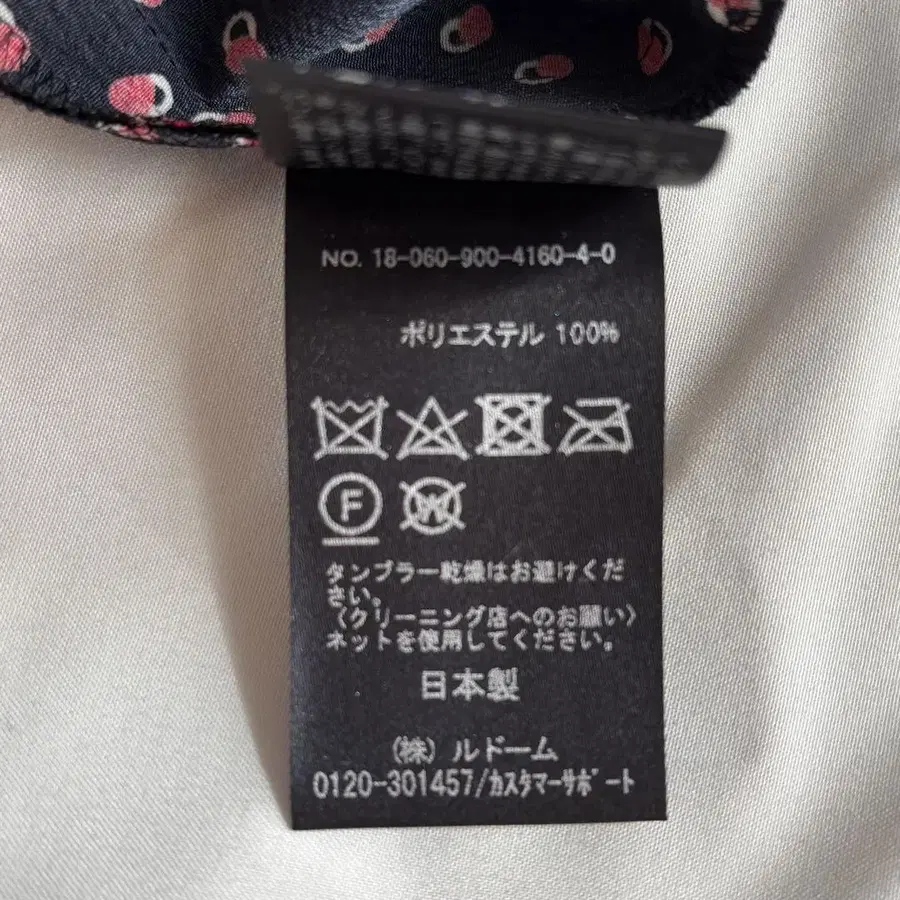 NO. 18-060-900-4160-4-0
ポリエステル 100%
F
W
タンブラー乾燥はお避けくだ
さい。
〈クリーニング店へのお願い〉
ネットを使用してください。
日本製
(株) ルドーム
0120-301457/ｶｽﾀﾏｰｻﾎﾟｰﾄ